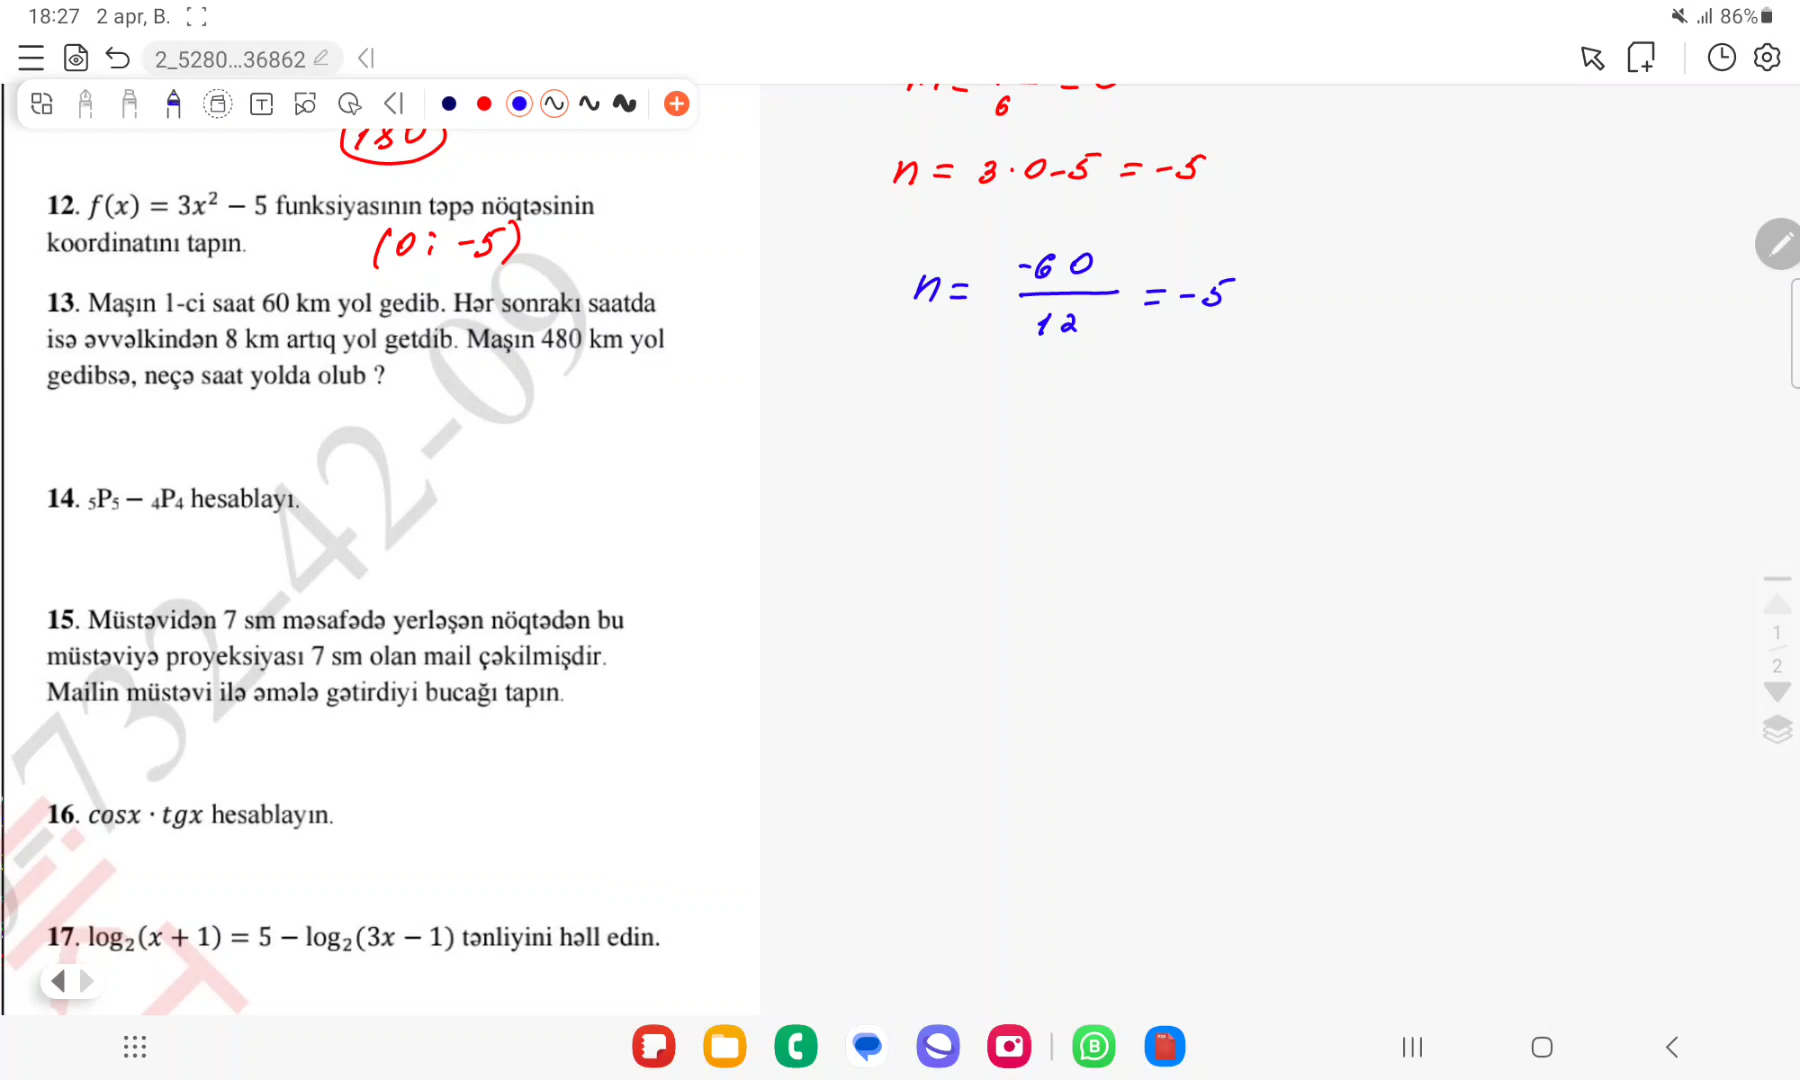 18:27 2 apr, B. 86%
2_5280...36862
(180)
6
n = 3 · 0 - 5 = -5
12. f(x) = 3x² − 5 funksiyasının təpə nöqtəsinin
koordinatını tapın.
(0; -5)
n = -60/12 = -5
13. Maşın 1-ci saat 60 km yol gedib. Hər sonrakı saatda
isə əvvəlkindən 8 km artıq yol getdib. Maşın 480 km yol
gedibsə, neçə saat yolda olub ?
14. ₅P₅ − ₄P₄ hesablayı.
15. Müstəvidən 7 sm məsafədə yerləşən nöqtədən bu
müstəviyə proyeksiyası 7 sm olan mail çəkilmişdir.
Mailin müstəvi ilə əmələ gətirdiyi bucağı tapın.
16. cosx · tgx hesablayın.
17. log₂(x + 1) = 5 − log₂(3x − 1) tənliyini həll edin.
732-42-09
1
2